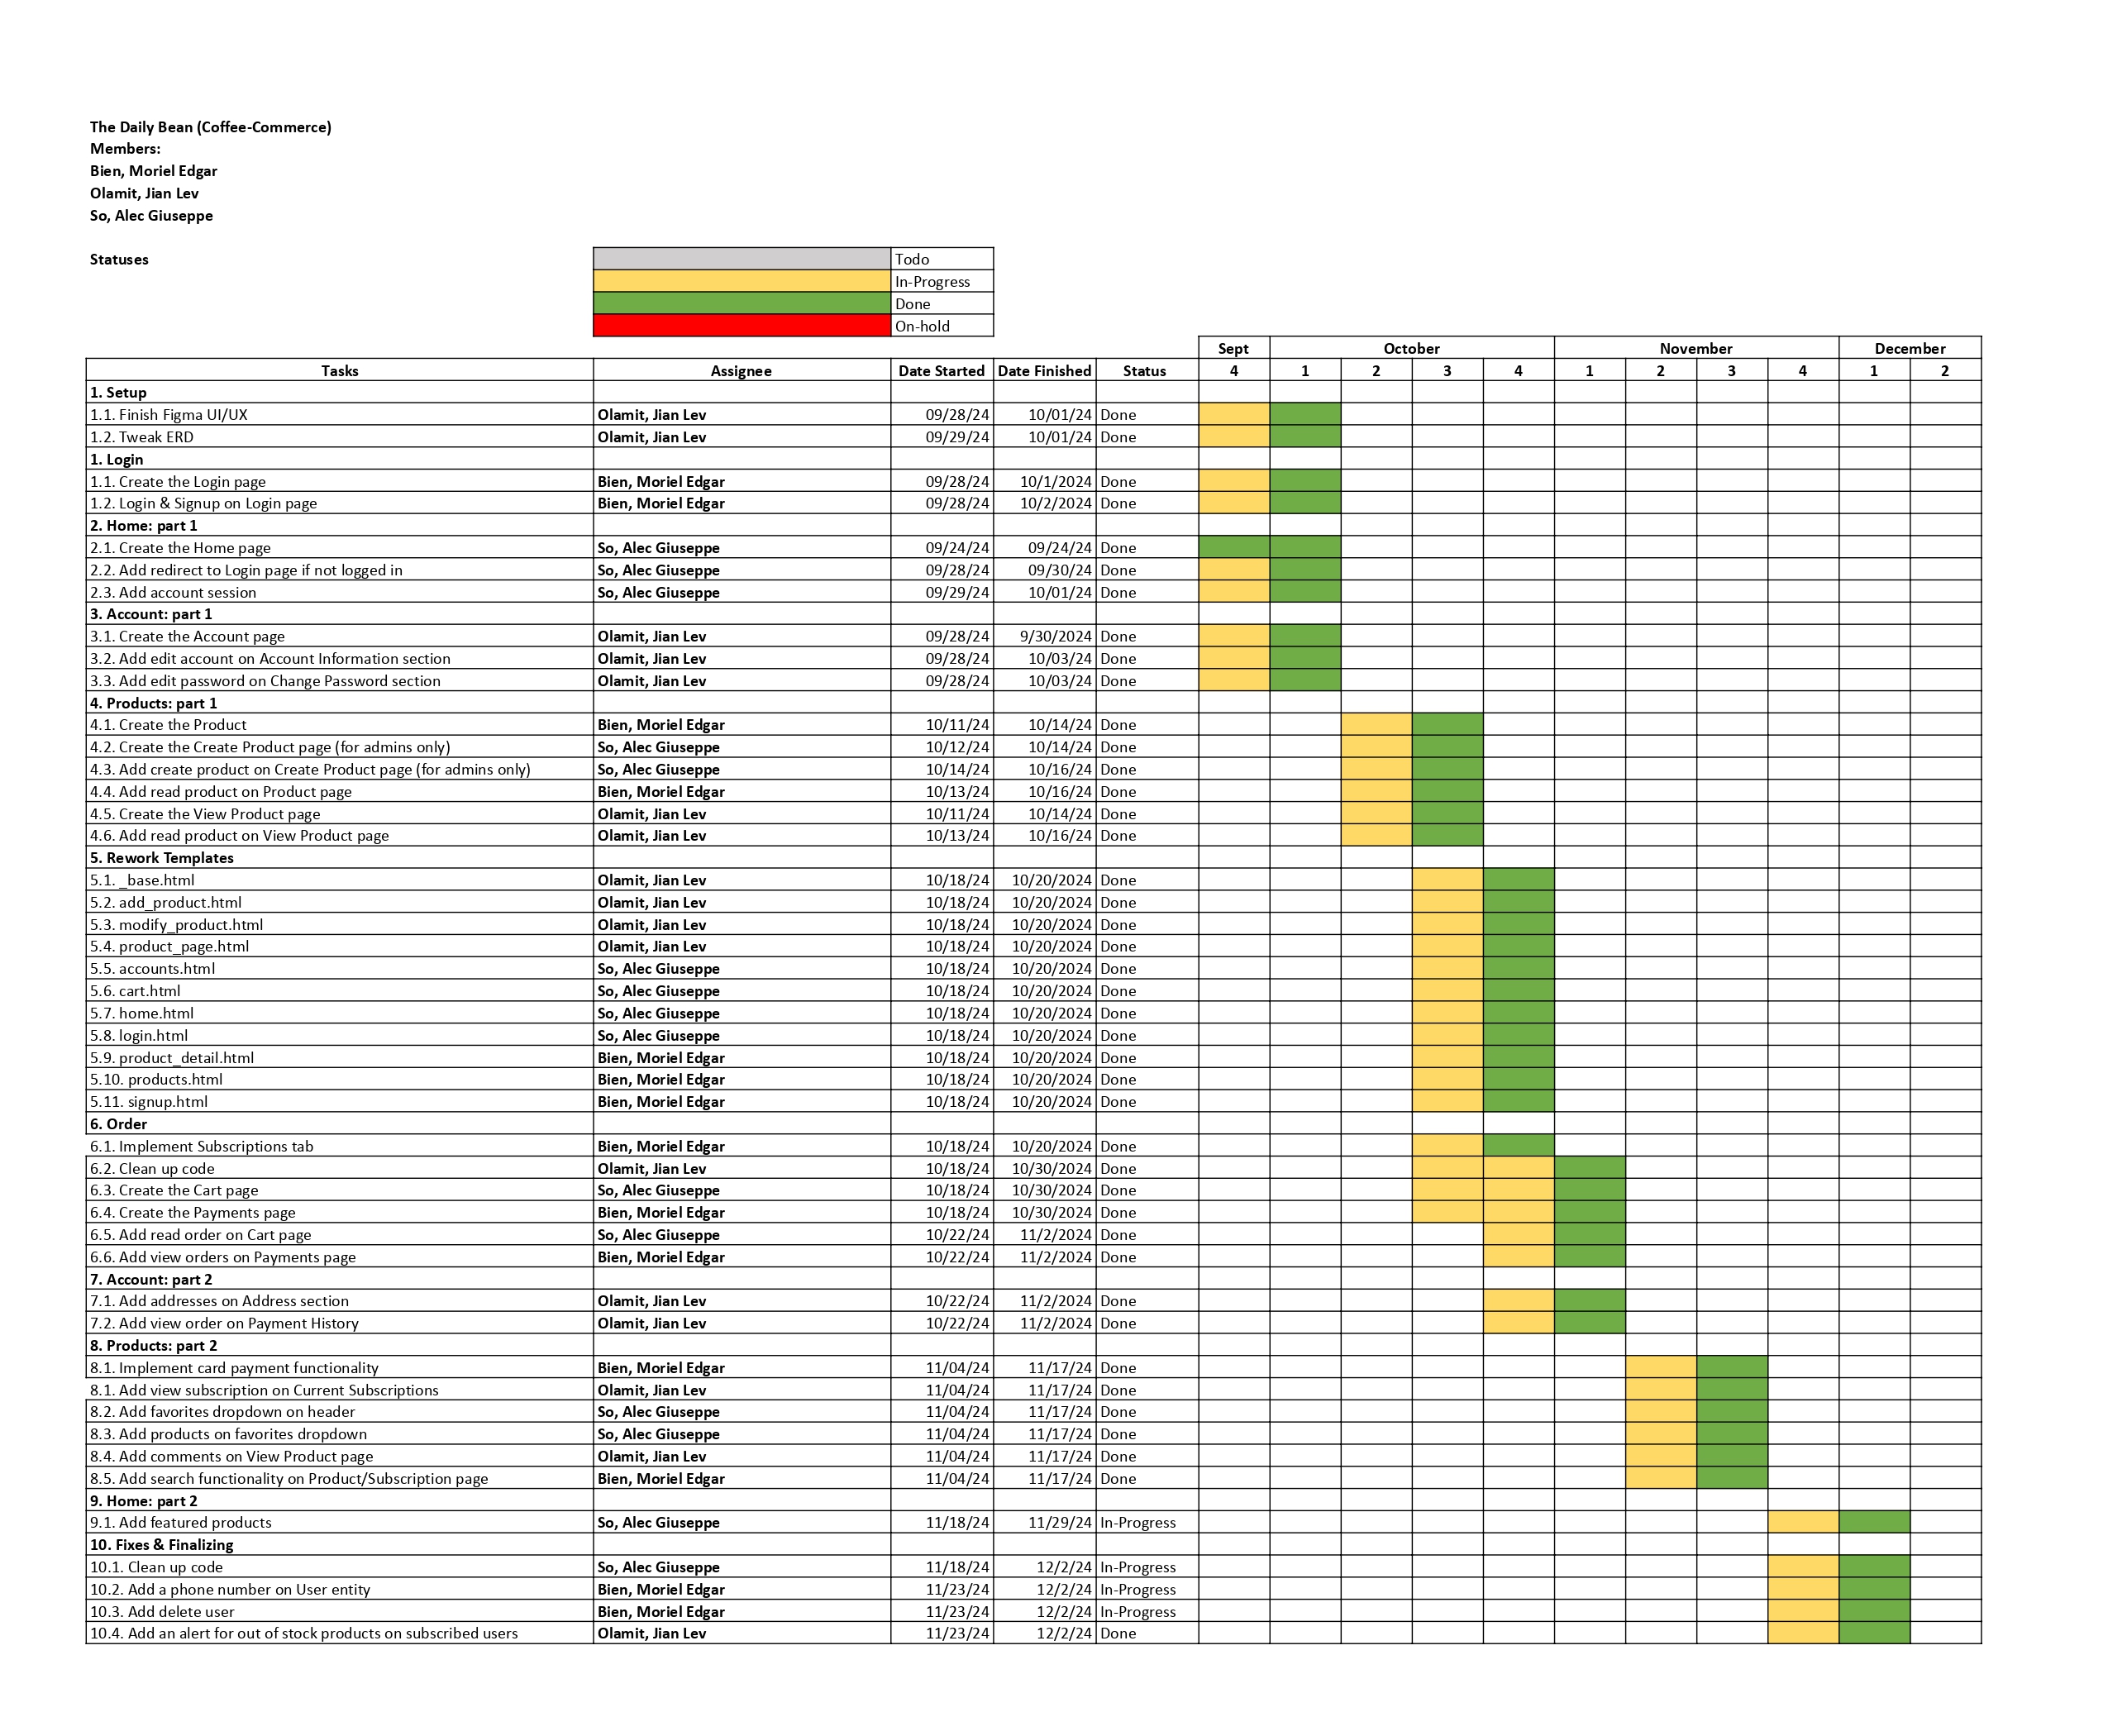 The Daily Bean (Coffee-Commerce)
Members:
Bien, Moriel Edgar
Olamit, Jian Lev
So, Alec Giuseppe
Statuses
Todo
In-Progress
Done
On-hold
Sept October November December
Tasks Assignee Date Started Date Finished Status 4 1 2 3 4 1 2 3 4 1 2
1. Setup
1.1. Finish Figma UI/UX Olamit, Jian Lev 09/28/24 10/01/24 Done
1.2. Tweak ERD Olamit, Jian Lev 09/29/24 10/01/24 Done
1. Login
1.1. Create the Login page Bien, Moriel Edgar 09/28/24 10/1/2024 Done
1.2. Login & Signup on Login page Bien, Moriel Edgar 09/28/24 10/2/2024 Done
2. Home: part 1
2.1. Create the Home page So, Alec Giuseppe 09/24/24 09/24/24 Done
2.2. Add redirect to Login page if not logged in So, Alec Giuseppe 09/28/24 09/30/24 Done
2.3. Add account session So, Alec Giuseppe 09/29/24 10/01/24 Done
3. Account: part 1
3.1. Create the Account page Olamit, Jian Lev 09/28/24 9/30/2024 Done
3.2. Add edit account on Account Information section Olamit, Jian Lev 09/28/24 10/03/24 Done
3.3. Add edit password on Change Password section Olamit, Jian Lev 09/28/24 10/03/24 Done
4. Products: part 1
4.1. Create the Product Bien, Moriel Edgar 10/11/24 10/14/24 Done
4.2. Create the Create Product page (for admins only) So, Alec Giuseppe 10/12/24 10/14/24 Done
4.3. Add create product on Create Product page (for admins only) So, Alec Giuseppe 10/14/24 10/16/24 Done
4.4. Add read product on Product page Bien, Moriel Edgar 10/13/24 10/16/24 Done
4.5. Create the View Product page Olamit, Jian Lev 10/11/24 10/14/24 Done
4.6. Add read product on View Product page Olamit, Jian Lev 10/13/24 10/16/24 Done
5. Rework Templates
5.1. _base.html Olamit, Jian Lev 10/18/24 10/20/2024 Done
5.2. add_product.html Olamit, Jian Lev 10/18/24 10/20/2024 Done
5.3. modify_product.html Olamit, Jian Lev 10/18/24 10/20/2024 Done
5.4. product_page.html Olamit, Jian Lev 10/18/24 10/20/2024 Done
5.5. accounts.html So, Alec Giuseppe 10/18/24 10/20/2024 Done
5.6. cart.html So, Alec Giuseppe 10/18/24 10/20/2024 Done
5.7. home.html So, Alec Giuseppe 10/18/24 10/20/2024 Done
5.8. login.html So, Alec Giuseppe 10/18/24 10/20/2024 Done
5.9. product_detail.html Bien, Moriel Edgar 10/18/24 10/20/2024 Done
5.10. products.html Bien, Moriel Edgar 10/18/24 10/20/2024 Done
5.11. signup.html Bien, Moriel Edgar 10/18/24 10/20/2024 Done
6. Order
6.1. Implement Subscriptions tab Bien, Moriel Edgar 10/18/24 10/20/2024 Done
6.2. Clean up code Olamit, Jian Lev 10/18/24 10/30/2024 Done
6.3. Create the Cart page So, Alec Giuseppe 10/18/24 10/30/2024 Done
6.4. Create the Payments page Bien, Moriel Edgar 10/18/24 10/30/2024 Done
6.5. Add read order on Cart page So, Alec Giuseppe 10/22/24 11/2/2024 Done
6.6. Add view orders on Payments page Bien, Moriel Edgar 10/22/24 11/2/2024 Done
7. Account: part 2
7.1. Add addresses on Address section Olamit, Jian Lev 10/22/24 11/2/2024 Done
7.2. Add view order on Payment History Olamit, Jian Lev 10/22/24 11/2/2024 Done
8. Products: part 2
8.1. Implement card payment functionality Bien, Moriel Edgar 11/04/24 11/17/24 Done
8.1. Add view subscription on Current Subscriptions Olamit, Jian Lev 11/04/24 11/17/24 Done
8.2. Add favorites dropdown on header So, Alec Giuseppe 11/04/24 11/17/24 Done
8.3. Add products on favorites dropdown So, Alec Giuseppe 11/04/24 11/17/24 Done
8.4. Add comments on View Product page Olamit, Jian Lev 11/04/24 11/17/24 Done
8.5. Add search functionality on Product/Subscription page Bien, Moriel Edgar 11/04/24 11/17/24 Done
9. Home: part 2
9.1. Add featured products So, Alec Giuseppe 11/18/24 11/29/24 In-Progress
10. Fixes & Finalizing
10.1. Clean up code So, Alec Giuseppe 11/18/24 12/2/24 In-Progress
10.2. Add a phone number on User entity Bien, Moriel Edgar 11/23/24 12/2/24 In-Progress
10.3. Add delete user Bien, Moriel Edgar 11/23/24 12/2/24 In-Progress
10.4. Add an alert for out of stock products on subscribed users Olamit, Jian Lev 11/23/24 12/2/24 Done